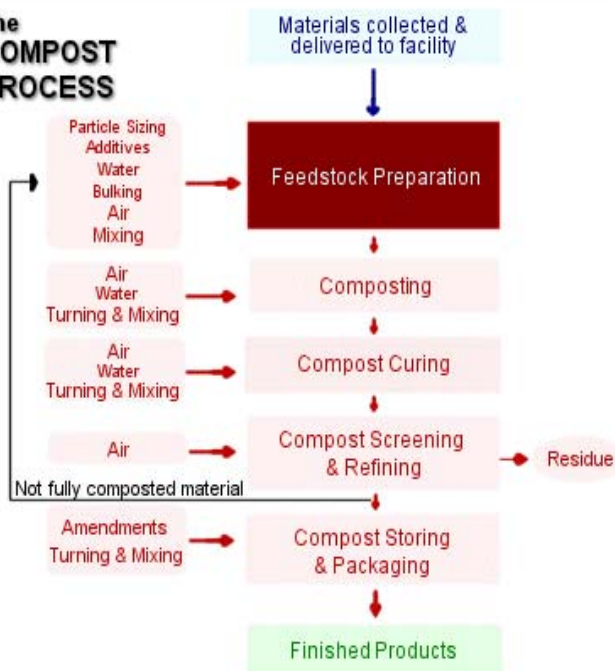 he
OMPOST
ROCESS
Materials collected &
delivered to facility
Particle Sizing
Additives
Water
Bulking
Air
Mixing
Feedstock Preparation
Air
Water
Turning & Mixing
Composting
Air
Water
Turning & Mixing
Compost Curing
Air
Compost Screening
& Refining
Residue
Not fully composted material
Amendments
Turning & Mixing
Compost Storing
& Packaging
Finished Products